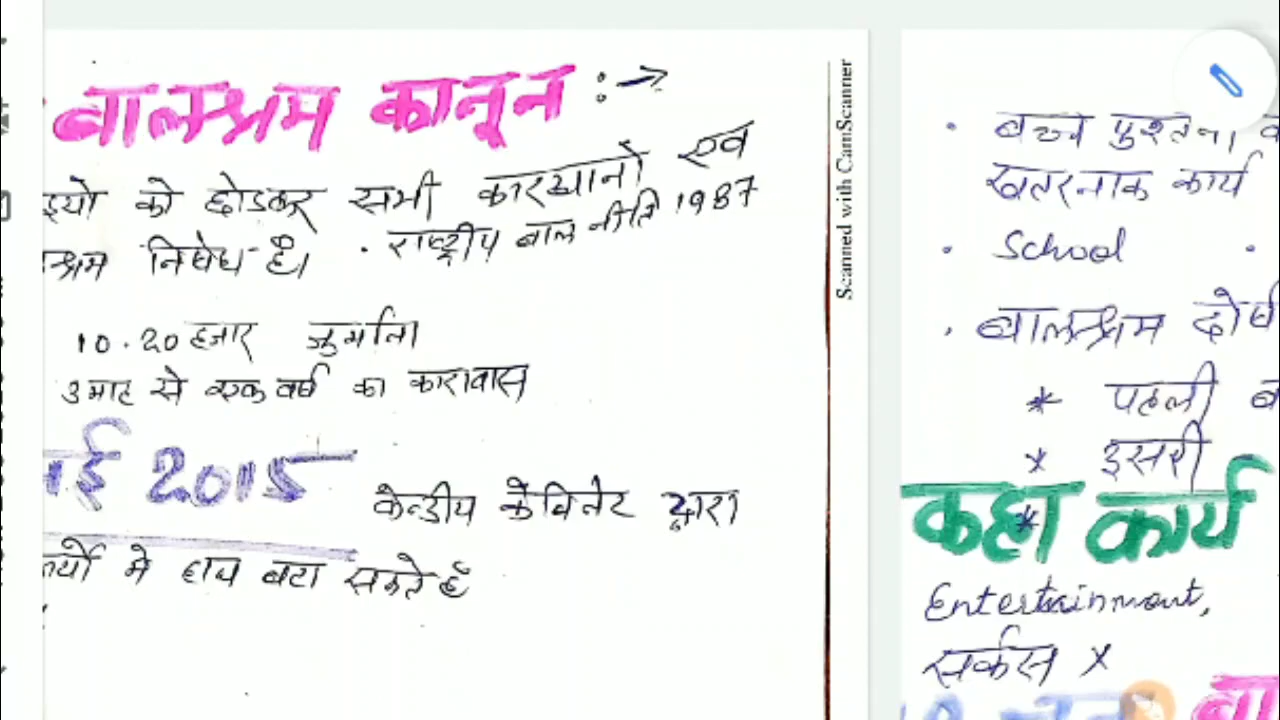 बालश्रम कानून :→
इयो को छोडकर सभी कारखानो एव
श्रम निषेध है। · राष्ट्रीय बाल नीति 1987
10.20 हजार जुर्माना
3 माह से एक वर्ष का कारावास
ई 2015
केन्द्रीय केविनेट द्वारा
र्यो मे हाथ बटा सकते है
Scanned with CamScanner
· बच्चे पुश्तैनी
खतरनाक कार्य
· School ·
· बालश्रम दोष
* पहली ब
* दुसरी
*
कहा कार्य
Entertainment,
सर्कस ×
बा